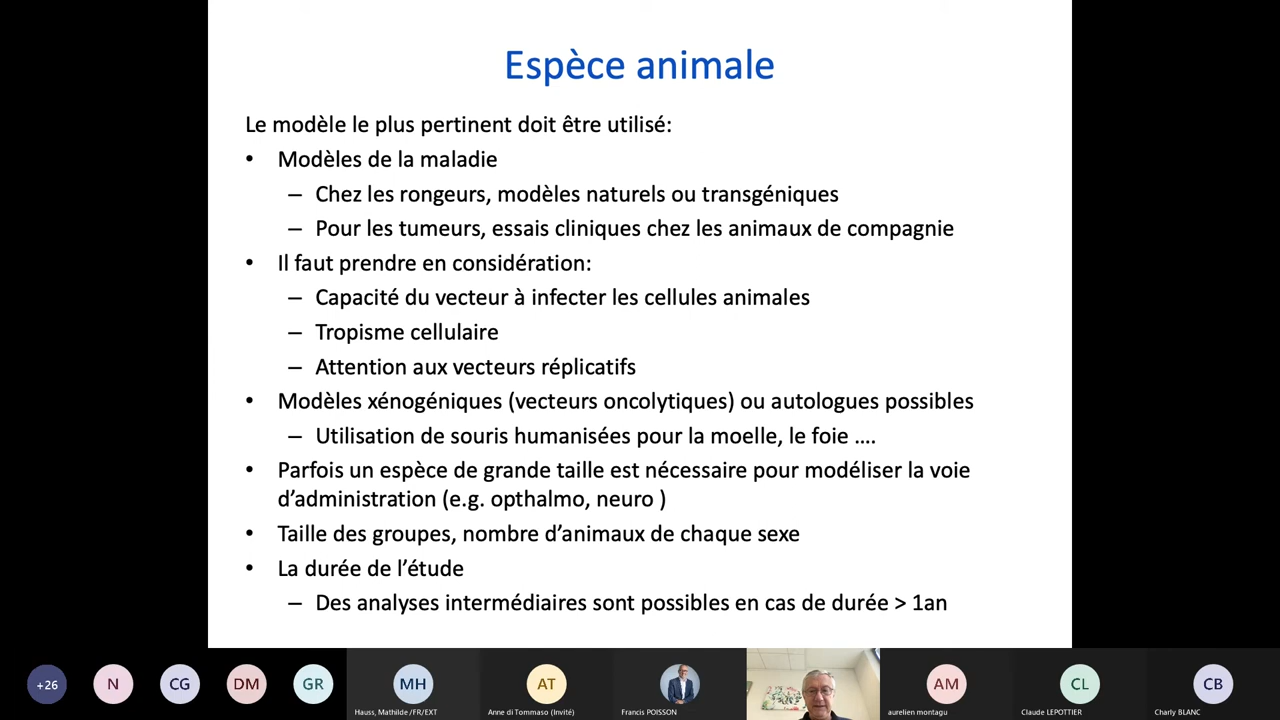 Espèce animale
Le modèle le plus pertinent doit être utilisé:
• Modèles de la maladie
– Chez les rongeurs, modèles naturels ou transgéniques
– Pour les tumeurs, essais cliniques chez les animaux de compagnie
• Il faut prendre en considération:
– Capacité du vecteur à infecter les cellules animales
– Tropisme cellulaire
– Attention aux vecteurs réplicatifs
• Modèles xénogéniques (vecteurs oncolytiques) ou autologues possibles
– Utilisation de souris humanisées pour la moelle, le foie ….
• Parfois un espèce de grande taille est nécessaire pour modéliser la voie
d’administration (e.g. opthalmo, neuro )
• Taille des groupes, nombre d’animaux de chaque sexe
• La durée de l’étude
– Des analyses intermédiaires sont possibles en cas de durée > 1an
+26 N CG DM GR MH AT AM CL CB
Hauss, Mathilde /FR/EXT Anne di Tommaso (Invité) Francis POISSON aurelien montagu Claude LEPOTTIER Charly BLANC